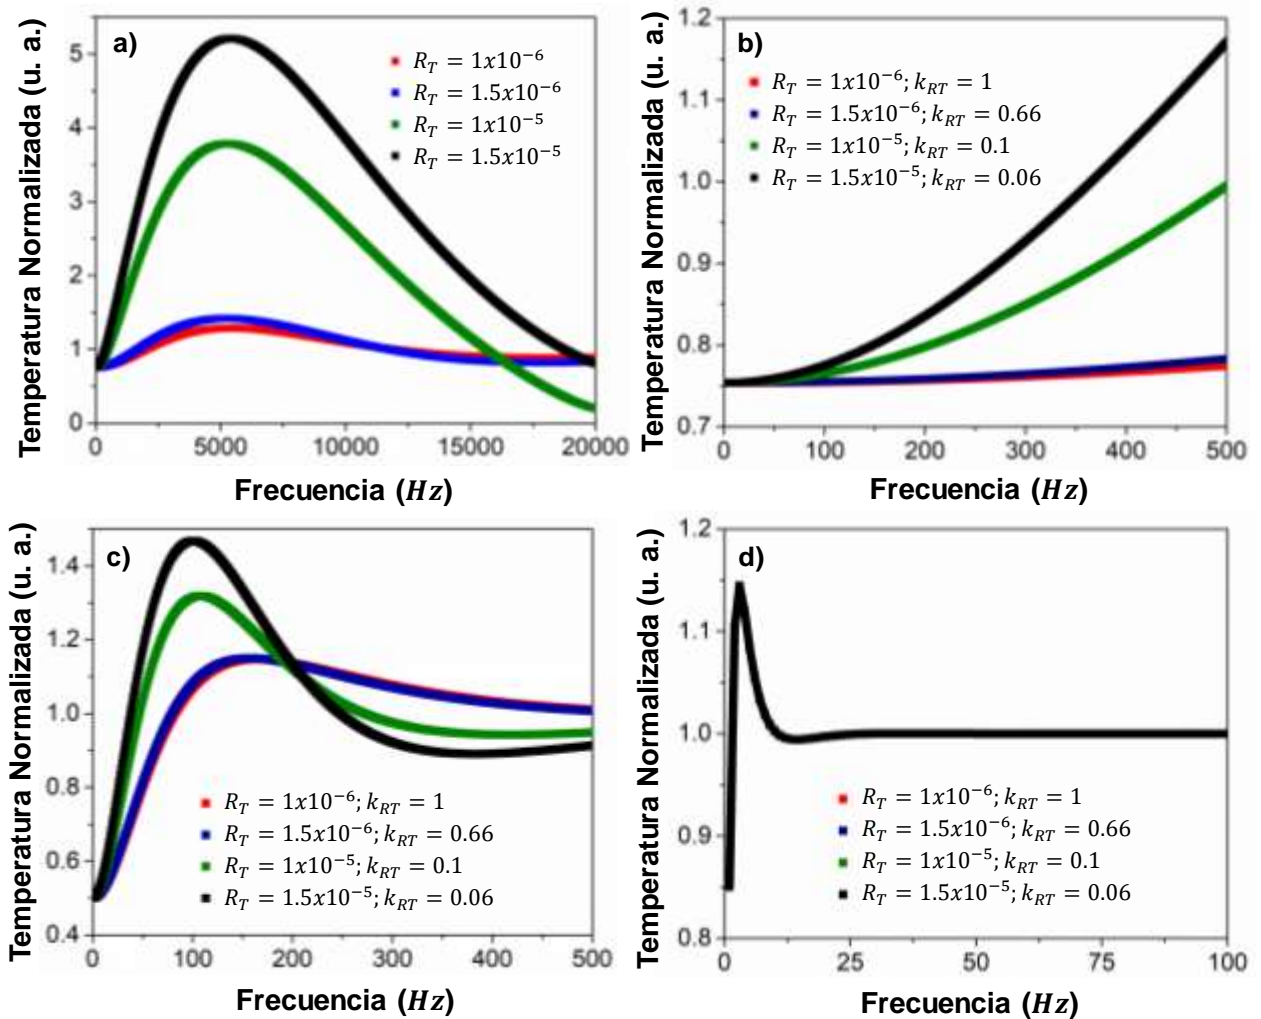 a)
Temperatura Normalizada (u. a.)
5
4
3
2
1
0
R_T = 1x10⁻⁶
R_T = 1.5x10⁻⁶
R_T = 1x10⁻⁵
R_T = 1.5x10⁻⁵
0 5000 10000 15000 20000
Frecuencia (Hz)
b)
Temperatura Normalizada (u. a.)
1.2
1.1
1.0
0.9
0.8
0.7
R_T = 1x10⁻⁶; k_RT = 1
R_T = 1.5x10⁻⁶; k_RT = 0.66
R_T = 1x10⁻⁵; k_RT = 0.1
R_T = 1.5x10⁻⁵; k_RT = 0.06
0 100 200 300 400 500
Frecuencia (Hz)
c)
Temperatura Normalizada (u. a.)
1.4
1.2
1.0
0.8
0.6
0.4
R_T = 1x10⁻⁶; k_RT = 1
R_T = 1.5x10⁻⁶; k_RT = 0.66
R_T = 1x10⁻⁵; k_RT = 0.1
R_T = 1.5x10⁻⁵; k_RT = 0.06
0 100 200 300 400 500
Frecuencia (Hz)
d)
Temperatura Normalizada (u. a.)
1.2
1.1
1.0
0.9
0.8
R_T = 1x10⁻⁶; k_RT = 1
R_T = 1.5x10⁻⁶; k_RT = 0.66
R_T = 1x10⁻⁵; k_RT = 0.1
R_T = 1.5x10⁻⁵; k_RT = 0.06
0 25 50 75 100
Frecuencia (Hz)